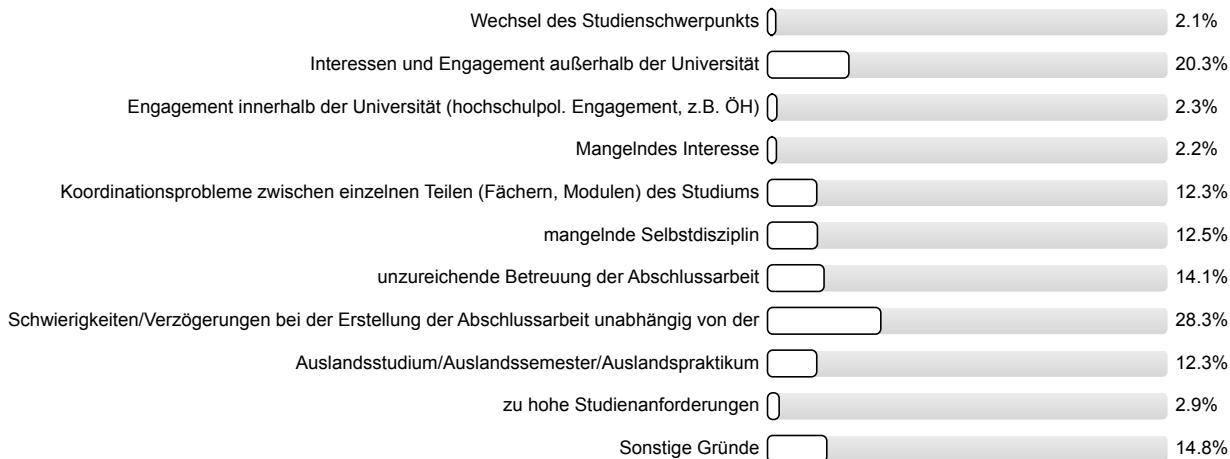 Wechsel des Studienschwerpunkts 2.1%
Interessen und Engagement außerhalb der Universität 20.3%
Engagement innerhalb der Universität (hochschulpol. Engagement, z.B. ÖH) 2.3%
Mangelndes Interesse 2.2%
Koordinationsprobleme zwischen einzelnen Teilen (Fächern, Modulen) des Studiums 12.3%
mangelnde Selbstdisziplin 12.5%
unzureichende Betreuung der Abschlussarbeit 14.1%
Schwierigkeiten/Verzögerungen bei der Erstellung der Abschlussarbeit unabhängig von der 28.3%
Auslandsstudium/Auslandssemester/Auslandspraktikum 12.3%
zu hohe Studienanforderungen 2.9%
Sonstige Gründe 14.8%